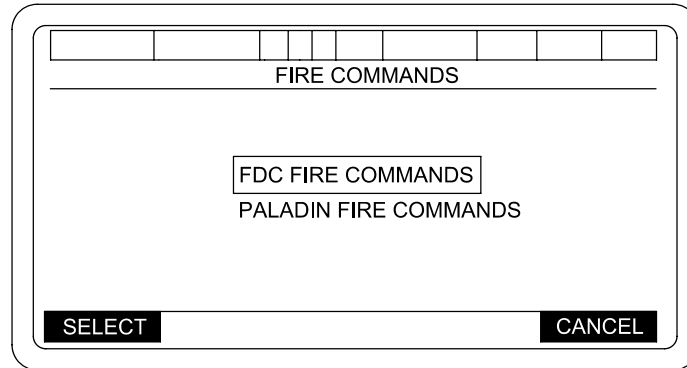 FIRE COMMANDS
FDC FIRE COMMANDS
PALADIN FIRE COMMANDS
SELECT
CANCEL